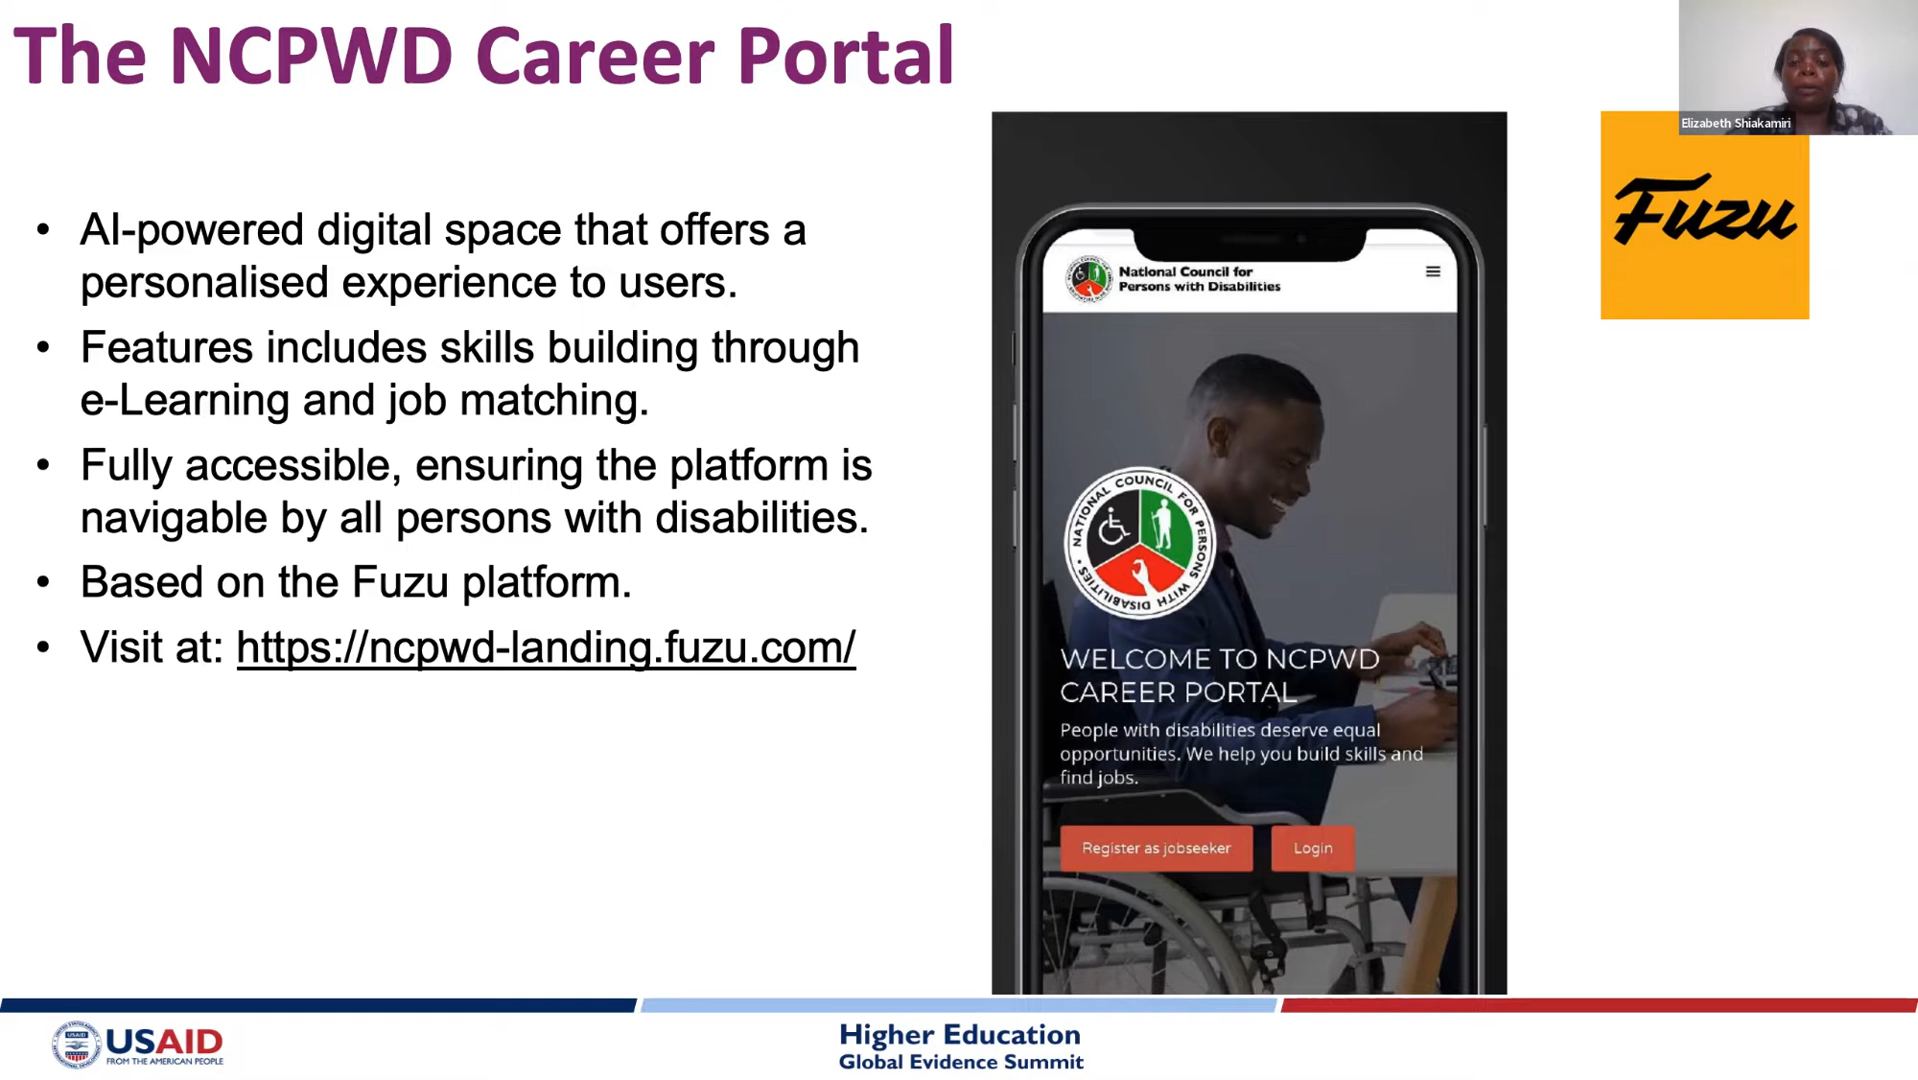 The NCPWD Career Portal
Elizabeth Shiakamiri
Fuzu
• AI-powered digital space that offers a
personalised experience to users.
• Features includes skills building through
e-Learning and job matching.
• Fully accessible, ensuring the platform is
navigable by all persons with disabilities.
• Based on the Fuzu platform.
• Visit at: https://ncpwd-landing.fuzu.com/
National Council for
Persons with Disabilities
NATIONAL COUNCIL FOR PERSONS WITH DISABILITIES
WELCOME TO NCPWD
CAREER PORTAL
People with disabilities deserve equal
opportunities. We help you build skills and
find jobs.
Register as jobseeker
Login
USAID
FROM THE AMERICAN PEOPLE
Higher Education
Global Evidence Summit